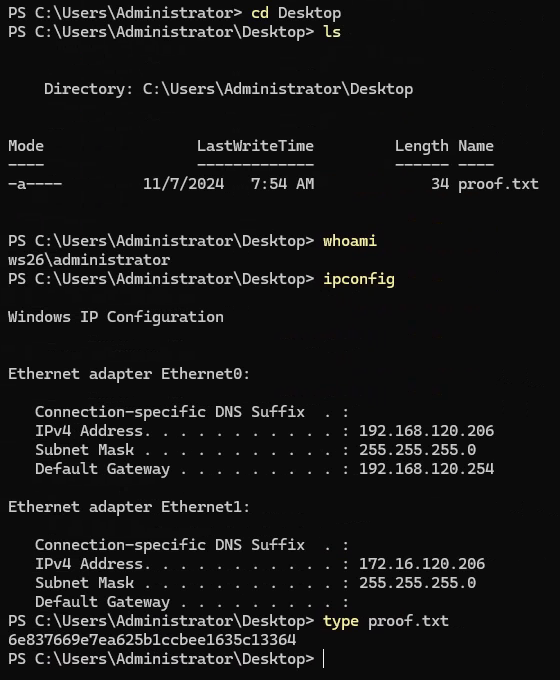 PS C:\Users\Administrator> cd Desktop
PS C:\Users\Administrator\Desktop> ls
Directory: C:\Users\Administrator\Desktop
Mode                 LastWriteTime         Length Name
----                 -------------         ------ ----
-a----         11/7/2024   7:54 AM             34 proof.txt
PS C:\Users\Administrator\Desktop> whoami
ws26\administrator
PS C:\Users\Administrator\Desktop> ipconfig
Windows IP Configuration
Ethernet adapter Ethernet0:
   Connection-specific DNS Suffix  . :
   IPv4 Address. . . . . . . . . . . : 192.168.120.206
   Subnet Mask . . . . . . . . . . . : 255.255.255.0
   Default Gateway . . . . . . . . . : 192.168.120.254
Ethernet adapter Ethernet1:
   Connection-specific DNS Suffix  . :
   IPv4 Address. . . . . . . . . . . : 172.16.120.206
   Subnet Mask . . . . . . . . . . . : 255.255.255.0
   Default Gateway . . . . . . . . . :
PS C:\Users\Administrator\Desktop> type proof.txt
6e837669e7ea625b1ccbee1635c13364
PS C:\Users\Administrator\Desktop>